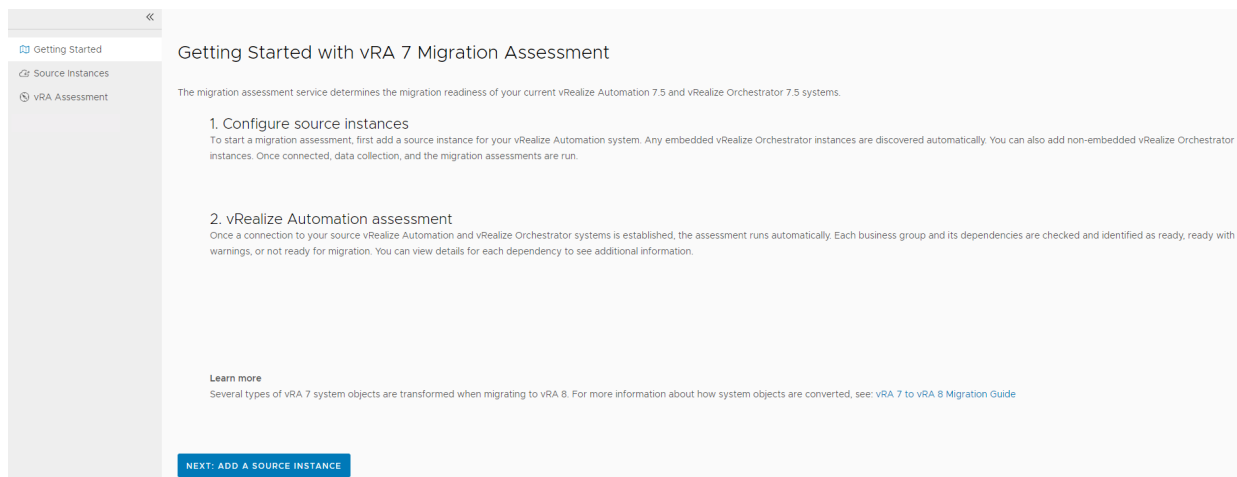 «
Getting Started
Source Instances
vRA Assessment
Getting Started with vRA 7 Migration Assessment
The migration assessment service determines the migration readiness of your current vRealize Automation 7.5 and vRealize Orchestrator 7.5 systems.
1. Configure source instances
To start a migration assessment, first add a source instance for your vRealize Automation system. Any embedded vRealize Orchestrator instances are discovered automatically. You can also add non-embedded vRealize Orchestrator
instances. Once connected, data collection, and the migration assessments are run.
2. vRealize Automation assessment
Once a connection to your source vRealize Automation and vRealize Orchestrator systems is established, the assessment runs automatically. Each business group and its dependencies are checked and identified as ready, ready with
warnings, or not ready for migration. You can view details for each dependency to see additional information.
Learn more
Several types of vRA 7 system objects are transformed when migrating to vRA 8. For more information about how system objects are converted, see: vRA 7 to vRA 8 Migration Guide
NEXT: ADD A SOURCE INSTANCE